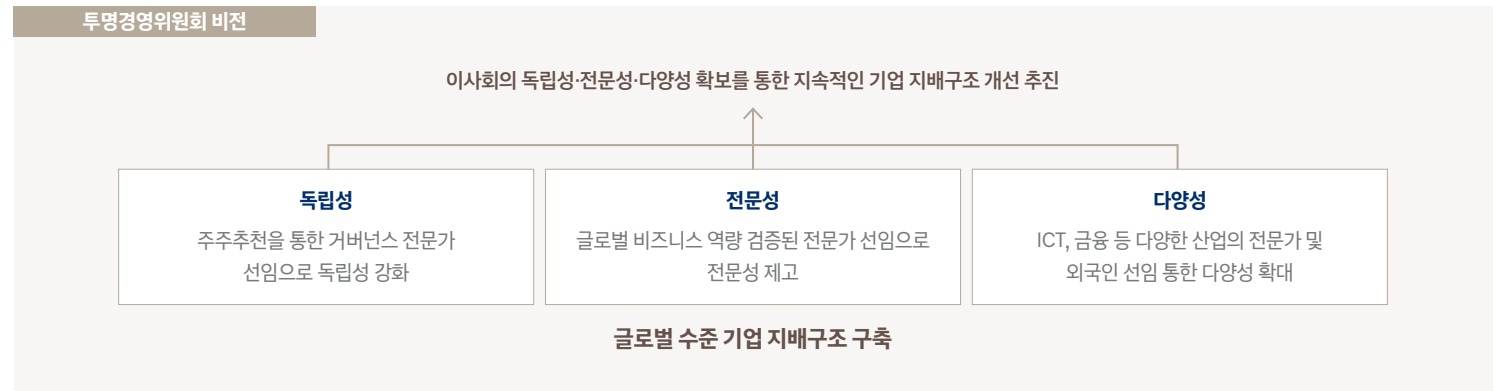 투명경영위원회 비전
이사회의 독립성·전문성·다양성 확보를 통한 지속적인 기업 지배구조 개선 추진
독립성
주주추천을 통한 거버넌스 전문가
선임으로 독립성 강화
전문성
글로벌 비즈니스 역량 검증된 전문가 선임으로
전문성 제고
다양성
ICT, 금융 등 다양한 산업의 전문가 및
외국인 선임 통한 다양성 확대
글로벌 수준 기업 지배구조 구축